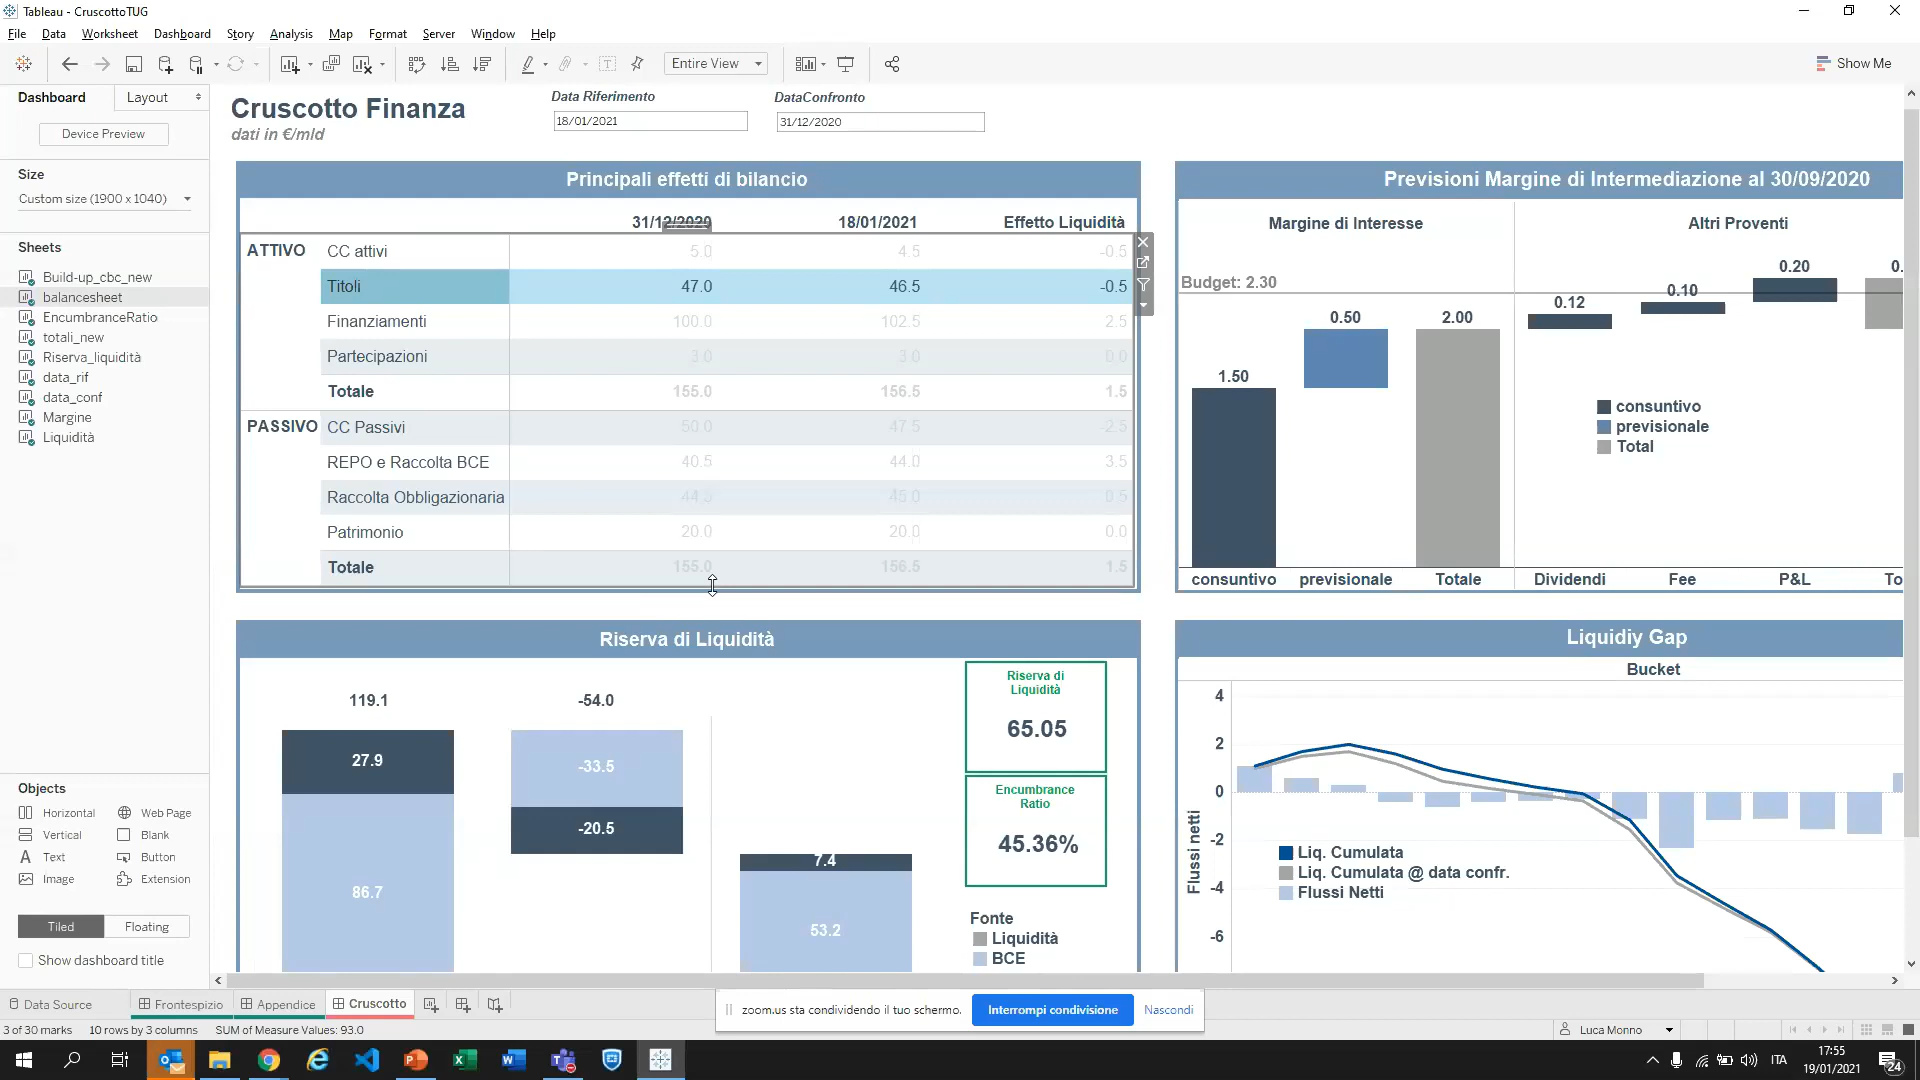 Tableau - CruscottoTUG
File Data Worksheet Dashboard Story Analysis Map Format Server Window Help
Entire View
Show Me
Dashboard Layout
Device Preview
Size
Custom size (1900 x 1040)
Sheets
Build-up_cbc_new
balancesheet
EncumbranceRatio
totali_new
Riserva_liquidità
data_rif
data_conf
Margine
Liquidità
Objects
Horizontal Web Page
Vertical Blank
Text Button
Image Extension
Tiled Floating
Show dashboard title
Cruscotto Finanza
dati in €/mld
Data Riferimento
18/01/2021
DataConfronto
31/12/2020
Principali effetti di bilancio
31/12/2020 18/01/2021 Effetto Liquidità
ATTIVO CC attivi 5.0 4.5 -0.5
Titoli 47.0 46.5 -0.5
Finanziamenti 100.0 102.5 2.5
Partecipazioni 3.0 3.0 0.0
Totale 155.0 156.5 1.5
PASSIVO CC Passivi 50.0 47.5 -2.5
REPO e Raccolta BCE 40.5 44.0 3.5
Raccolta Obbligazionaria 44.5 45.0 0.5
Patrimonio 20.0 20.0 0.0
Totale 155.0 156.5 1.5
Previsioni Margine di Intermediazione al 30/09/2020
Margine di Interesse Altri Proventi
Budget: 2.30
1.50
0.50
2.00
0.12
0.10
0.20
0.
consuntivo
previsionale
Total
consuntivo previsionale Totale Dividendi Fee P&L To
Riserva di Liquidità
119.1
27.9
86.7
-54.0
-33.5
-20.5
7.4
53.2
Riserva di
Liquidità
65.05
Encumbrance
Ratio
45.36%
Fonte
Liquidità
BCE
Liquidiy Gap
Bucket
Flussi netti
4
2
0
-2
-4
-6
Liq. Cumulata
Liq. Cumulata @ data confr.
Flussi Netti
Data Source Frontespizio Appendice Cruscotto
zoom.us sta condividendo il tuo schermo. Interrompi condivisione Nascondi
3 of 30 marks 10 rows by 3 columns SUM of Measure Values: 93.0
Luca Monno
ITA
17:55
19/01/2021
24